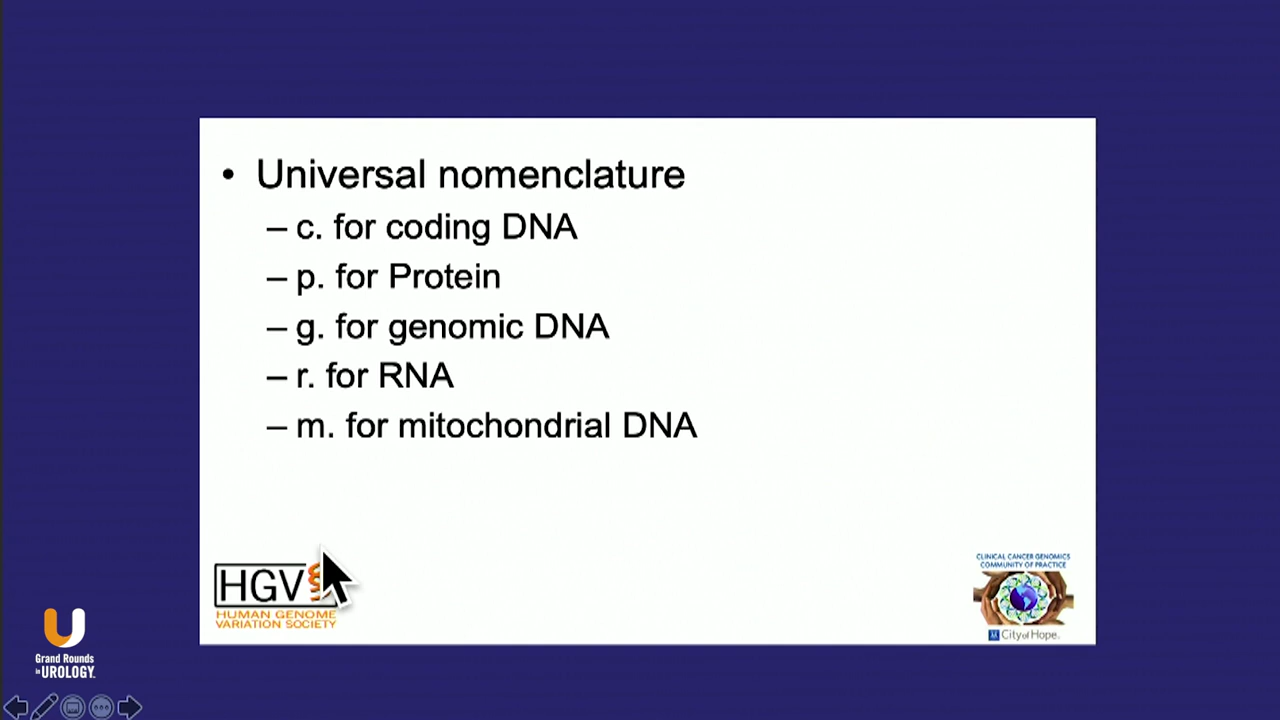 • Universal nomenclature
– c. for coding DNA
– p. for Protein
– g. for genomic DNA
– r. for RNA
– m. for mitochondrial DNA
HGV
HUMAN GENOME
VARIATION SOCIETY
CLINICAL CANCER GENOMICS
COMMUNITY OF PRACTICE
City of Hope.
Grand Rounds
in UROLOGY